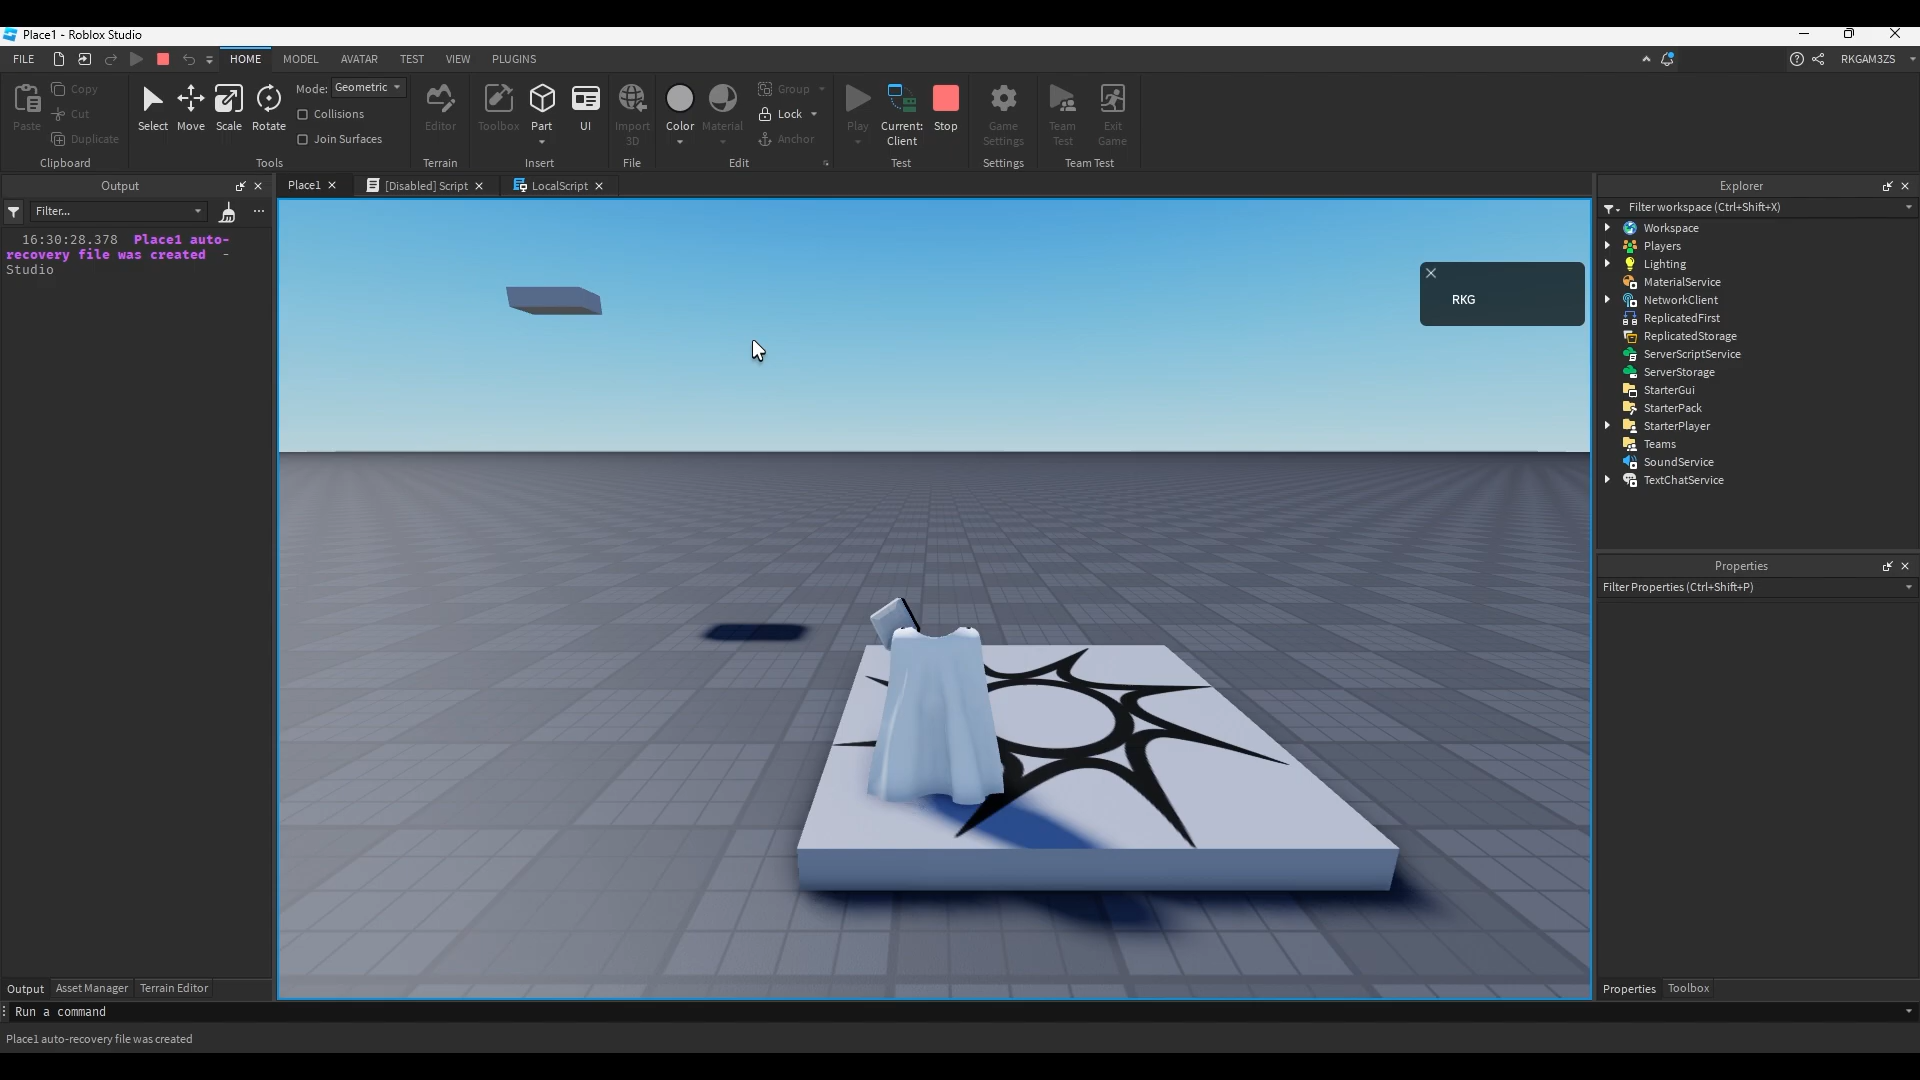 Place1 - Roblox Studio
FILE HOME MODEL AVATAR TEST VIEW PLUGINS RKGAM3ZS
Paste Copy Cut Duplicate
Clipboard
Select Move Scale Rotate Mode: Geometric
Collisions
Join Surfaces
Tools
Editor
Terrain
Toolbox Part UI
Insert
Import 3D
File
Color Material Group
Lock
Anchor
Edit
Play Current: Client Stop
Test
Game Settings
Settings
Team Test Exit Game
Team Test
Output
Filter...
16:30:28.378 Place1 auto-
recovery file was created -
Studio
Place1 [Disabled] Script LocalScript
RKG
Explorer
Filter workspace (Ctrl+Shift+X)
Workspace
Players
Lighting
MaterialService
NetworkClient
ReplicatedFirst
ReplicatedStorage
ServerScriptService
ServerStorage
StarterGui
StarterPack
StarterPlayer
Teams
SoundService
TextChatService
Properties
Filter Properties (Ctrl+Shift+P)
Output Asset Manager Terrain Editor
Properties Toolbox
Run a command
Place1 auto-recovery file was created